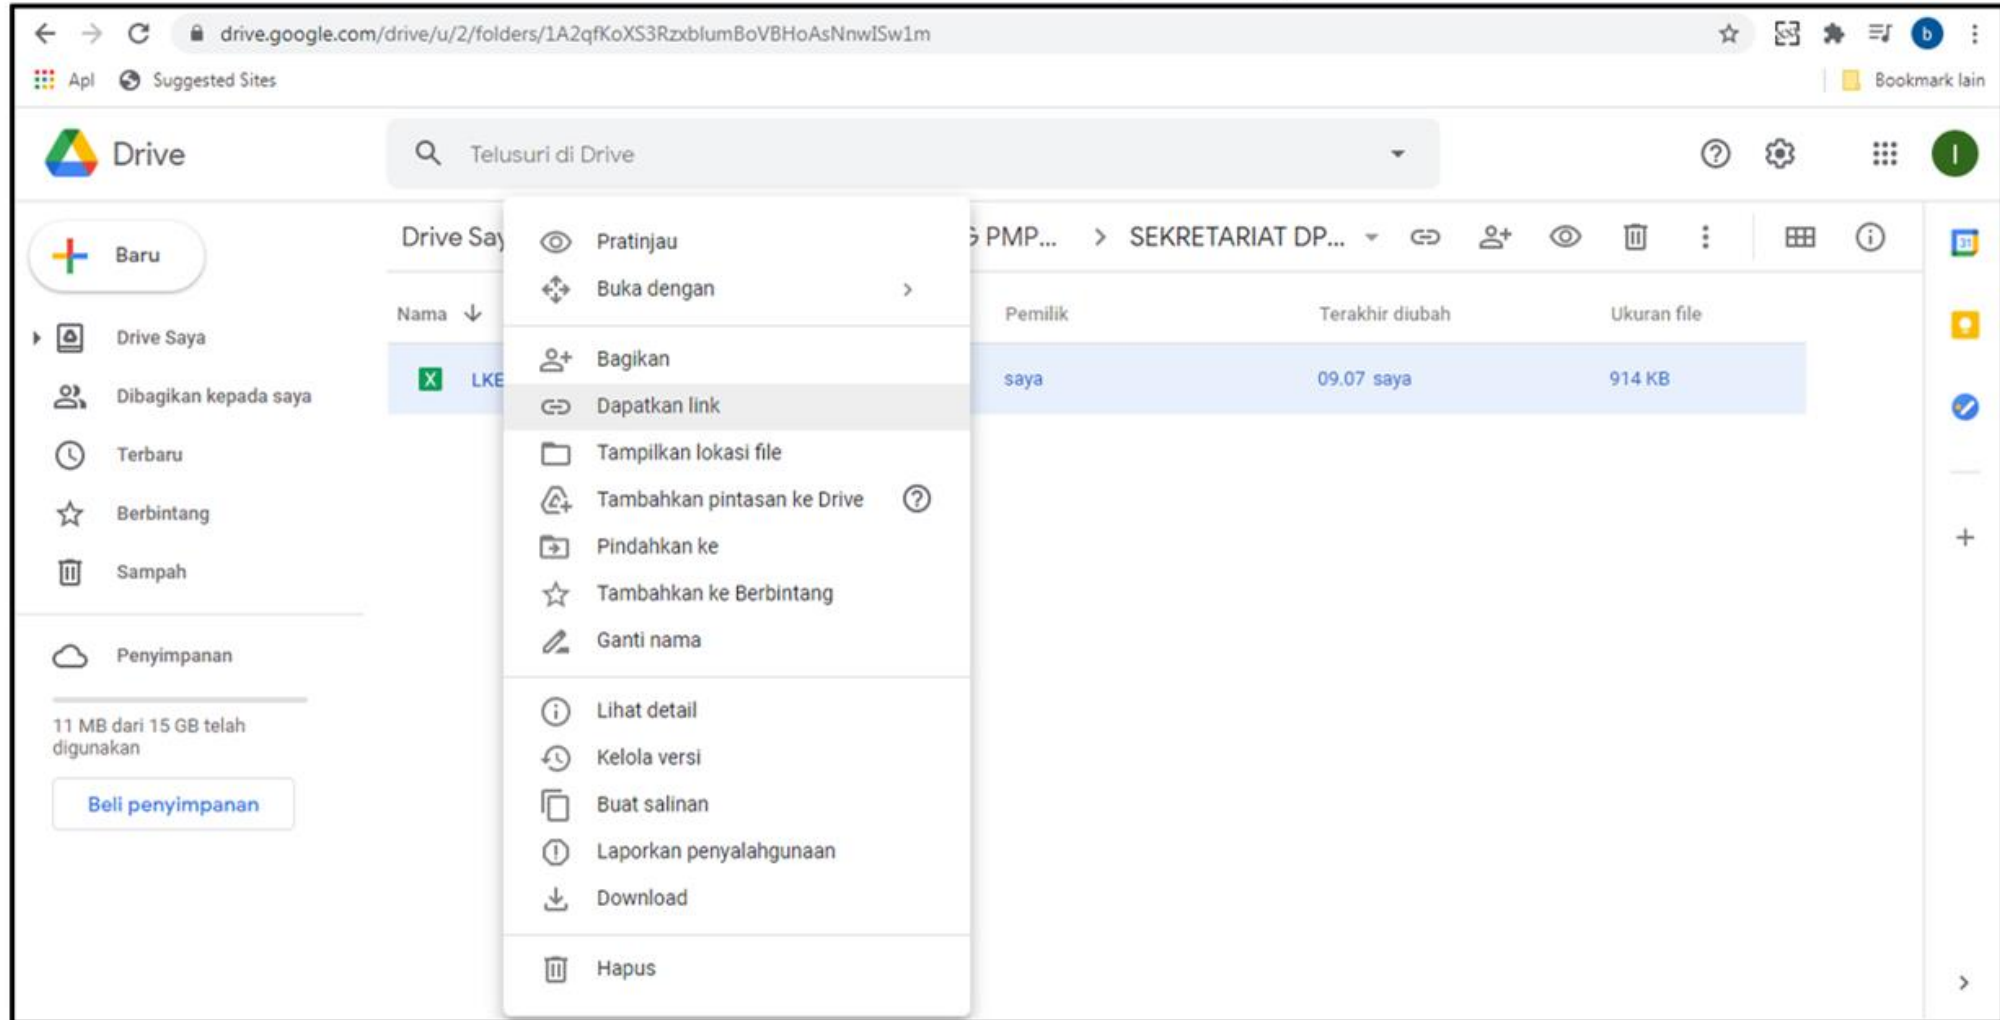 drive.google.com/drive/u/2/folders/1A2qfKoXS3RzxbIumBoVBHoAsNnwISw1m
b
Apl
Suggested Sites
Bookmark lain
Drive
Telusuri di Drive
I
Baru
Drive Say
G PMP...
SEKRETARIAT DP...
31
Nama
Pemilik
Terakhir diubah
Ukuran file
X
LKE
saya
09.07 saya
914 KB
Drive Saya
Dibagikan kepada saya
Terbaru
Berbintang
Sampah
Penyimpanan
11 MB dari 15 GB telah
digunakan
Beli penyimpanan
Pratinjau
Buka dengan
Bagikan
Dapatkan link
Tampilkan lokasi file
Tambahkan pintasan ke Drive
Pindahkan ke
Tambahkan ke Berbintang
Ganti nama
Lihat detail
Kelola versi
Buat salinan
Laporkan penyalahgunaan
Download
Hapus